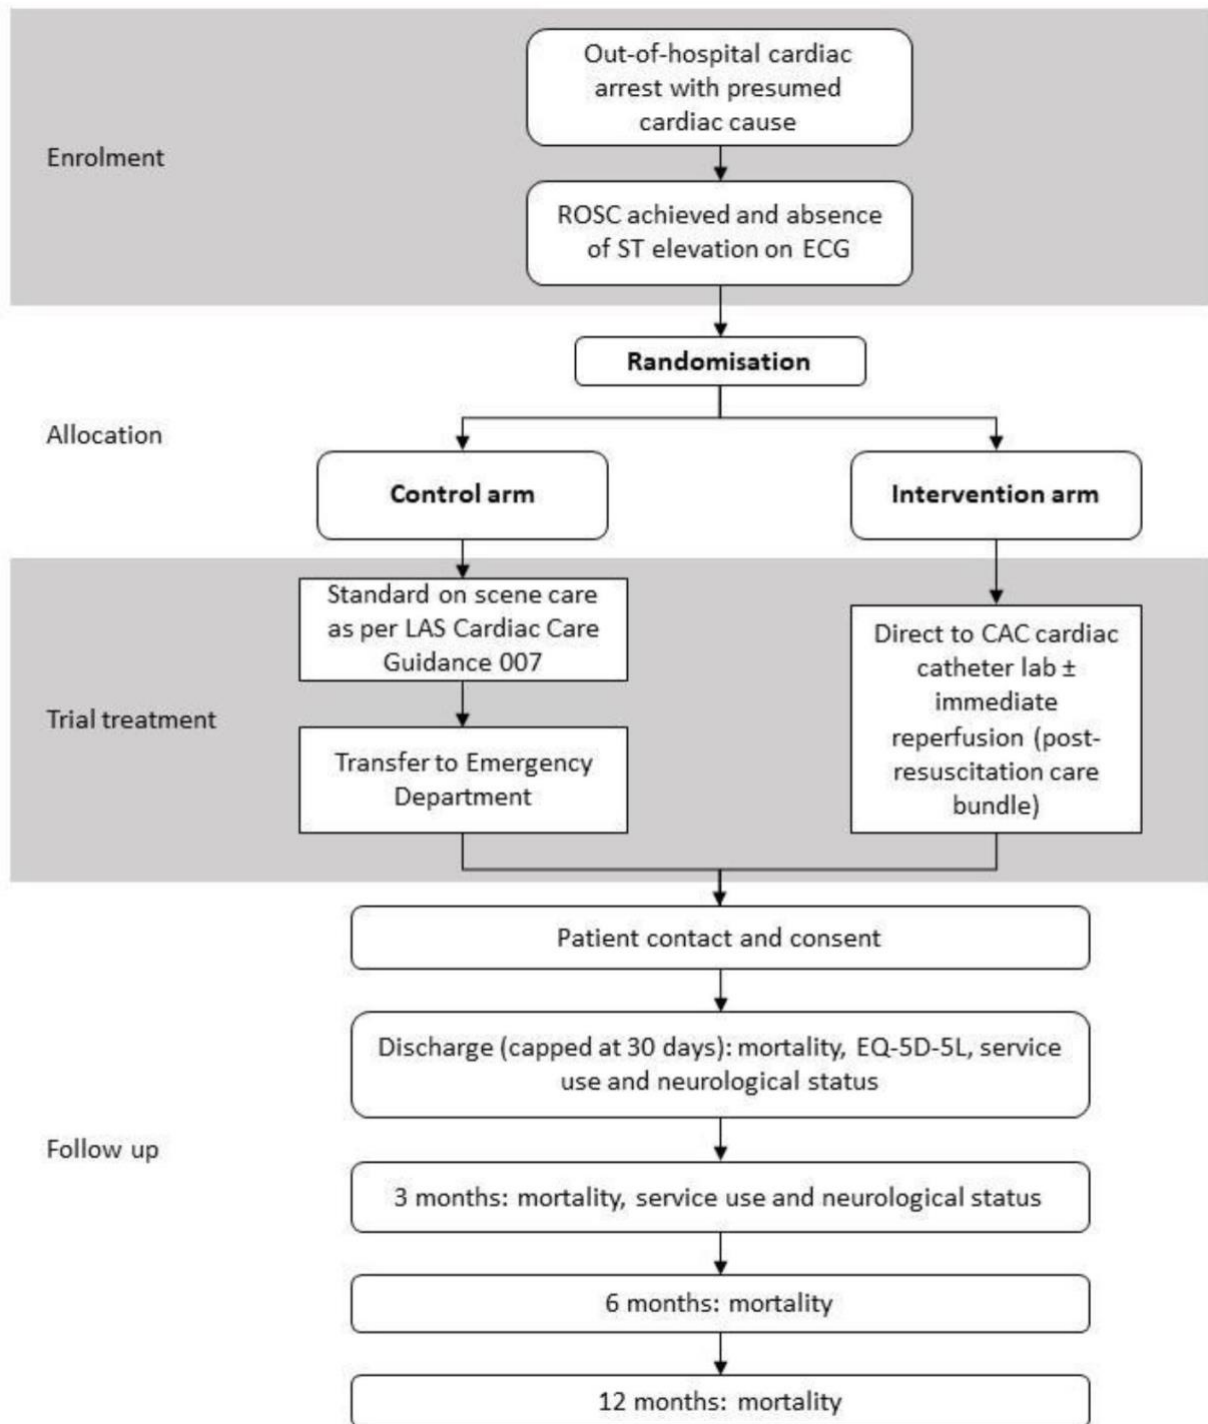 Enrolment
Out-of-hospital cardiac
arrest with presumed
cardiac cause
ROSC achieved and absence
of ST elevation on ECG
Allocation
Randomisation
Control arm
Intervention arm
Trial treatment
Standard on scene care
as per LAS Cardiac Care
Guidance 007
Transfer to Emergency
Department
Direct to CAC cardiac
catheter lab ±
immediate
reperfusion (post-
resuscitation care
bundle)
Follow up
Patient contact and consent
Discharge (capped at 30 days): mortality, EQ-5D-5L, service
use and neurological status
3 months: mortality, service use and neurological status
6 months: mortality
12 months: mortality